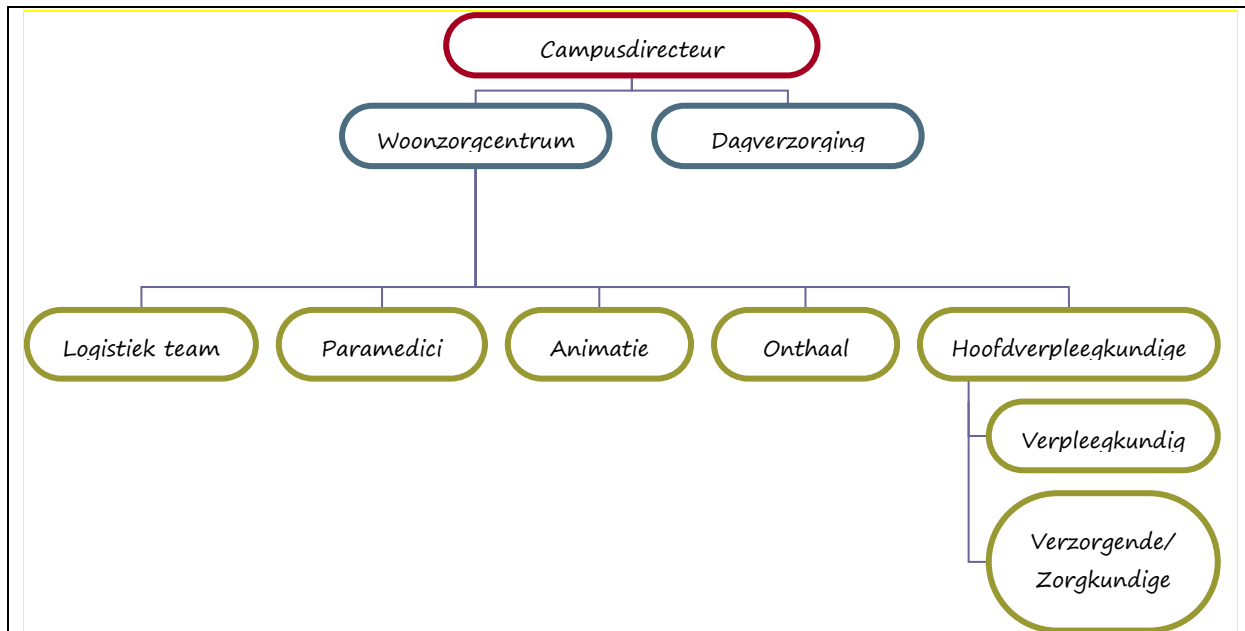 Campusdirecteur
Woonzorgcentrum
Dagverzorging
Logistiek team
Paramedici
Animatie
Onthaal
Hoofdverpleegkundige
Verpleegkundig
Verzorgende/
Zorgkundige